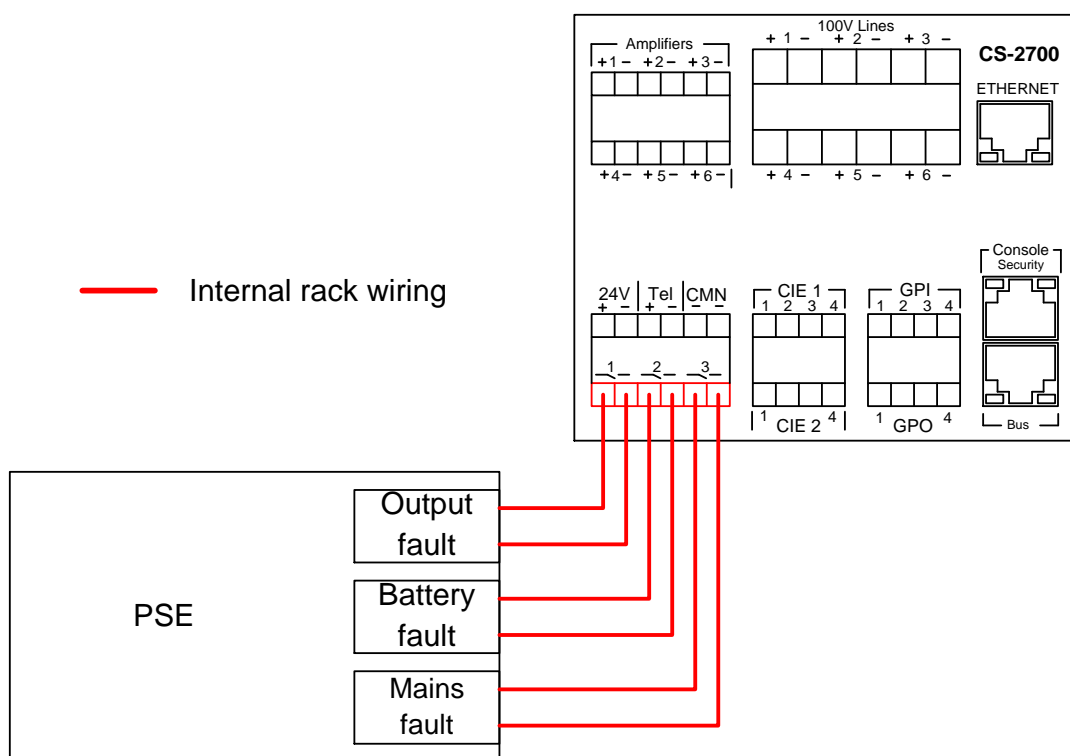 100V Lines
Amplifiers
+ 1 − + 2 − + 3 −
CS-2700
+1− +2− +3−
ETHERNET
+4− +5− +6−
+ 4 − + 5 − + 6 −
Console
Security
Internal rack wiring
24V Tel CMN
+ − + − − −
CIE 1
1 2 3 4
GPI
1 2 3 4
1 2 3
1 4
CIE 2
1 4
GPO
Bus
Output
fault
Battery
fault
PSE
Mains
fault